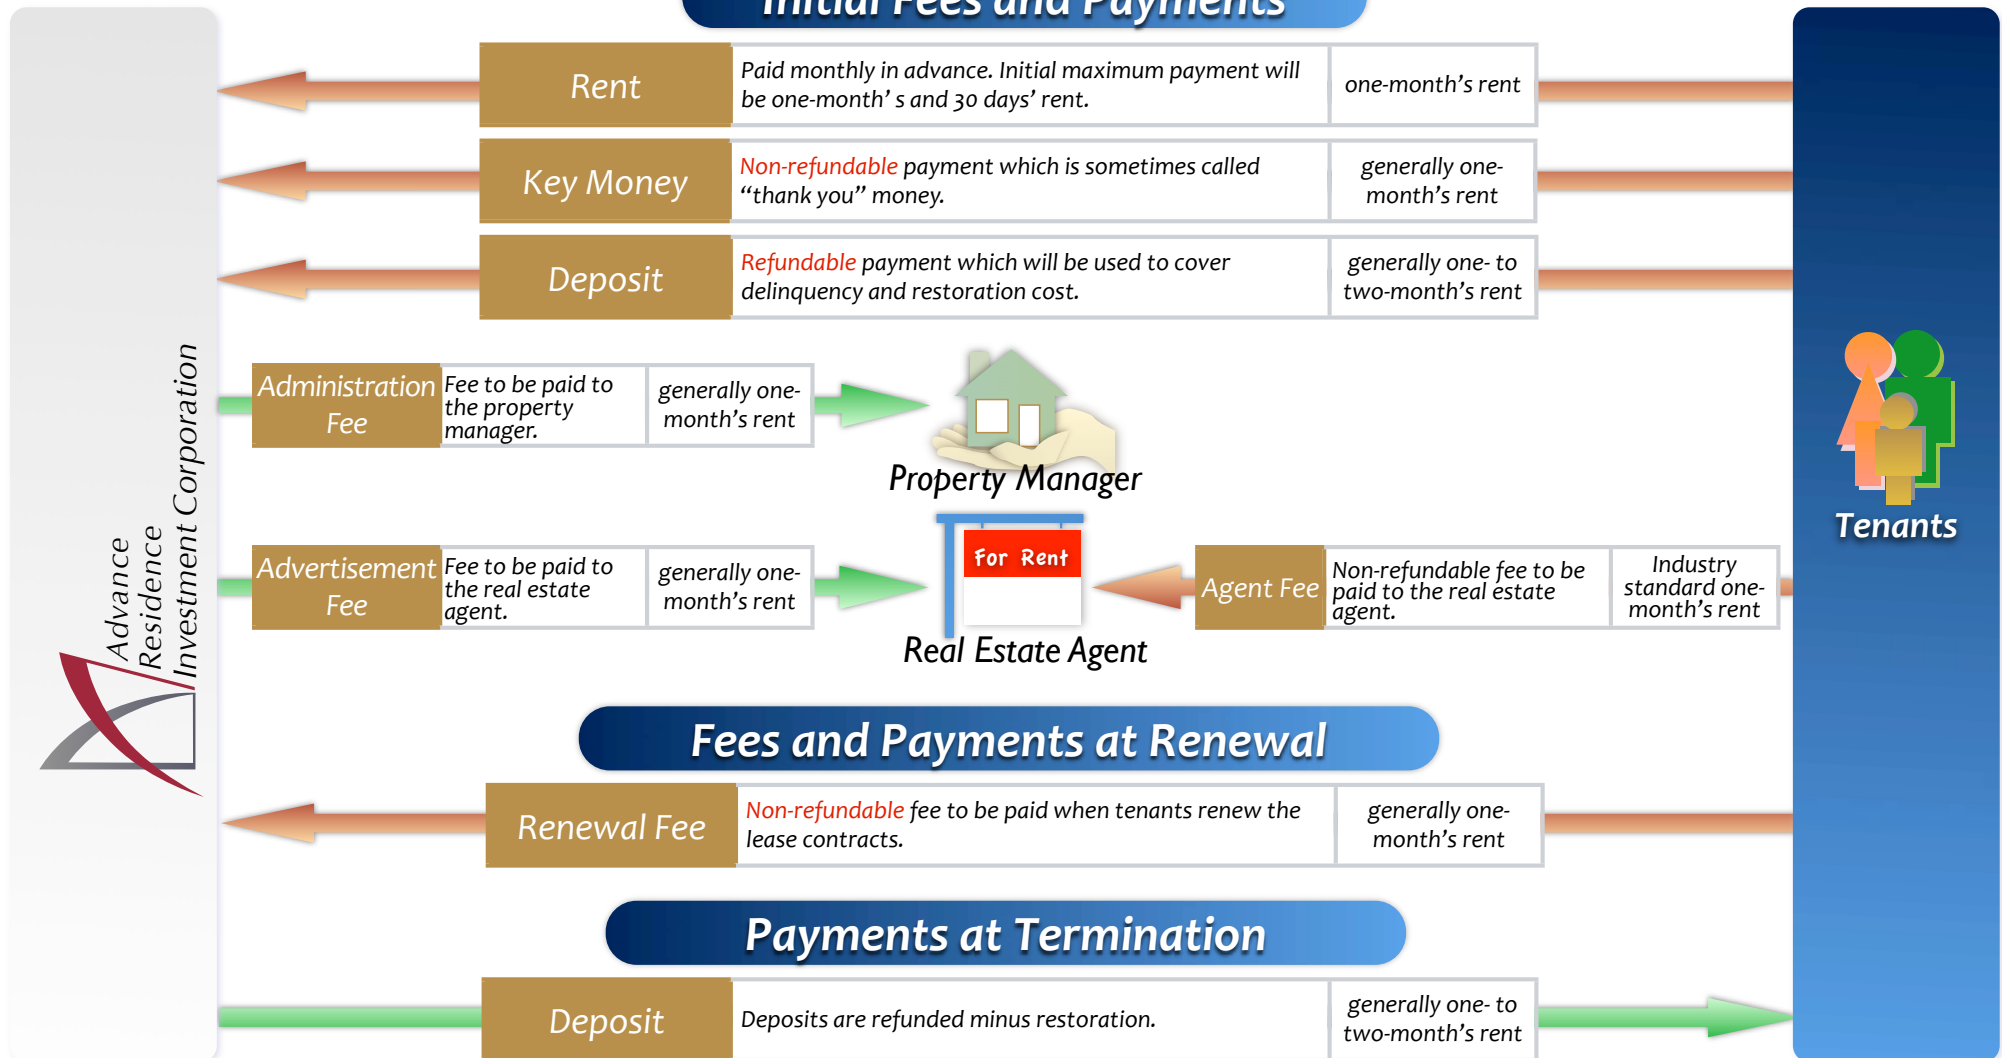 Initial Fees and Payments
Rent
Paid monthly in advance. Initial maximum payment will
be one-month' s and 30 days' rent.
one-month's rent
Key Money
Non-refundable payment which is sometimes called
“thank you” money.
generally one-
month's rent
Deposit
Refundable payment which will be used to cover
delinquency and restoration cost.
generally one- to
two-month's rent
Administration
Fee
Fee to be paid to
the property
manager.
generally one-
month's rent
Property Manager
Advance
Residence
Investment Corporation
Tenants
Advertisement
Fee
Fee to be paid to
the real estate
agent.
generally one-
month's rent
For Rent
Real Estate Agent
Agent Fee
Non-refundable fee to be
paid to the real estate
agent.
Industry
standard one-
month's rent
Fees and Payments at Renewal
Renewal Fee
Non-refundable fee to be paid when tenants renew the
lease contracts.
generally one-
month's rent
Payments at Termination
Deposit
Deposits are refunded minus restoration.
generally one- to
two-month's rent